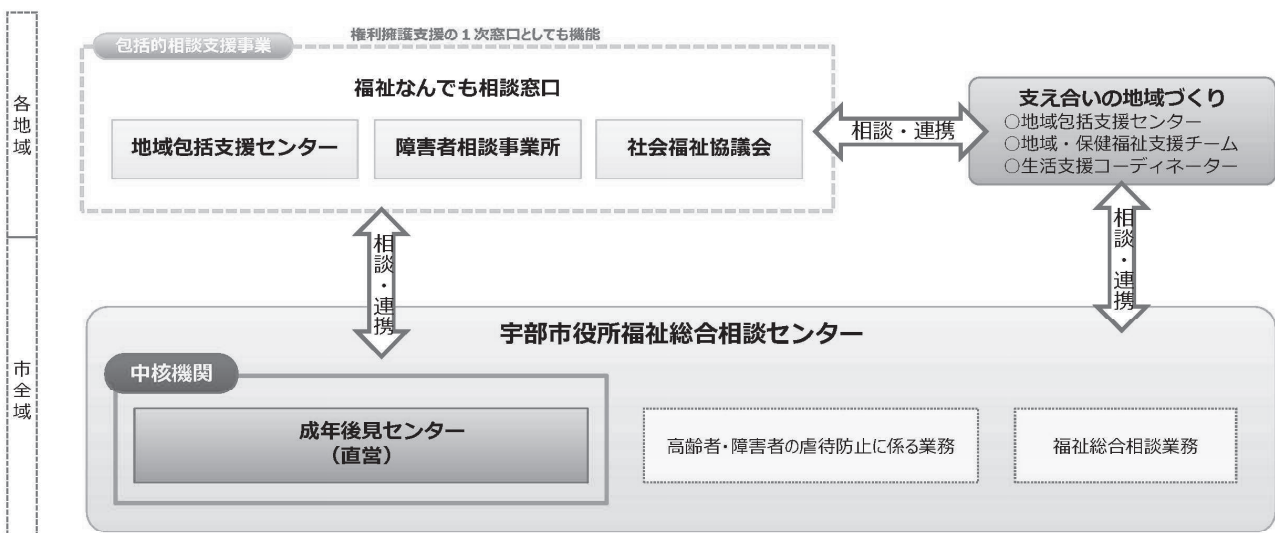 権利擁護支援の１次窓口としても機能
包括的相談支援事業
福祉なんでも相談窓口
地域包括支援センター
障害者相談事業所
社会福祉協議会
相談・連携
支え合いの地域づくり
○地域包括支援センター
○地域・保健福祉支援チーム
○生活支援コーディネーター
各地域
相談・連携
相談・連携
市全域
宇部市役所福祉総合相談センター
中核機関
成年後見センター
（直営）
高齢者・障害者の虐待防止に係る業務
福祉総合相談業務